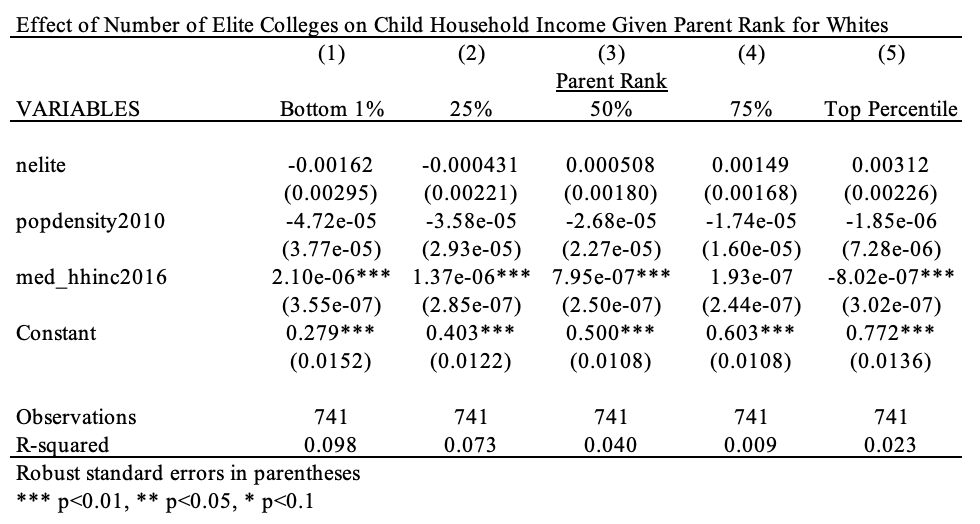 Effect of Number of Elite Colleges on Child Household Income Given Parent Rank for Whites
(1) (2) (3) (4) (5)
Parent Rank
VARIABLES Bottom 1% 25% 50% 75% Top Percentile
nelite -0.00162 -0.000431 0.000508 0.00149 0.00312
(0.00295) (0.00221) (0.00180) (0.00168) (0.00226)
popdensity2010 -4.72e-05 -3.58e-05 -2.68e-05 -1.74e-05 -1.85e-06
(3.77e-05) (2.93e-05) (2.27e-05) (1.60e-05) (7.28e-06)
med_hhinc2016 2.10e-06*** 1.37e-06*** 7.95e-07*** 1.93e-07 -8.02e-07***
(3.55e-07) (2.85e-07) (2.50e-07) (2.44e-07) (3.02e-07)
Constant 0.279*** 0.403*** 0.500*** 0.603*** 0.772***
(0.0152) (0.0122) (0.0108) (0.0108) (0.0136)
Observations 741 741 741 741 741
R-squared 0.098 0.073 0.040 0.009 0.023
Robust standard errors in parentheses
*** p<0.01, ** p<0.05, * p<0.1